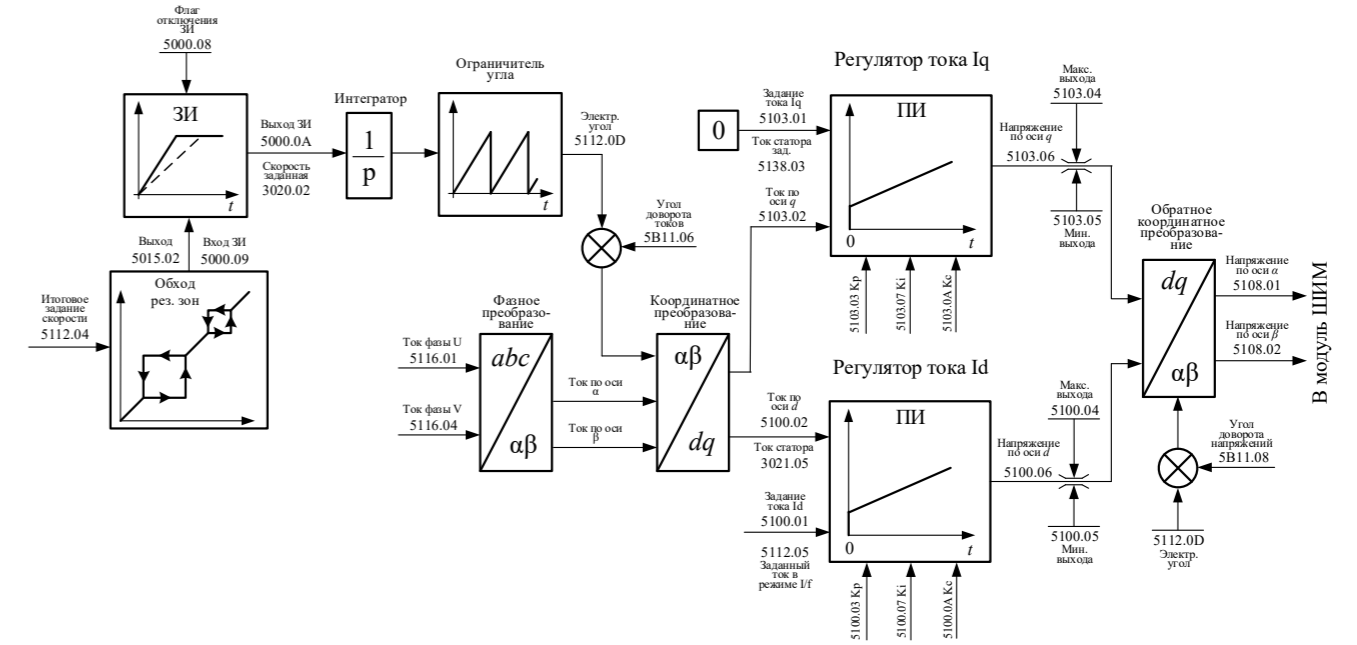 Флаг
отключения
ЗИ
5000.08
ЗИ
t
Выход ЗИ
5000.0A
Скорость
заданная
3020.02
Интегратор
1
p
Ограничитель
угла
t
Электр.
угол
5112.0D
Угол
доворота
токов
5B11.06
Выход
5015.02
Вход ЗИ
5000.09
Обход
рез. зон
Итоговое
задание
скорости
5112.04
Ток фазы U
5116.01
Ток фазы V
5116.04
Фазное
преобразо-
вание
abc
αβ
Ток по оси
α
Ток по оси
β
Координатное
преобразова-
ние
αβ
dq
Регулятор тока Iq
0
Задание
тока Iq
5103.01
Ток статора
зад.
5138.03
Ток по
оси q
5103.02
ПИ
0
t
5103.03 Kp
5103.07 Ki
5103.0A Kc
Напряжение
по оси q
5103.06
Макс.
выхода
5103.04
5103.05
Мин.
выхода
Регулятор тока Id
Ток по
оси d
5100.02
Ток статора
3021.05
Задание
тока Id
5100.01
5112.05
Заданный
ток в
режиме I/f
ПИ
0
t
5100.03 Kp
5100.07 Ki
5100.0A Kc
Напряжение
по оси d
5100.06
Макс.
выхода
5100.04
5100.05
Мин.
выхода
Обратное
координатное
преобразова-
ние
dq
αβ
Напряжение
по оси α
5108.01
Напряжение
по оси β
5108.02
В модуль ШИМ
Угол
доворота
напряжений
5B11.08
5112.0D
Электр.
угол